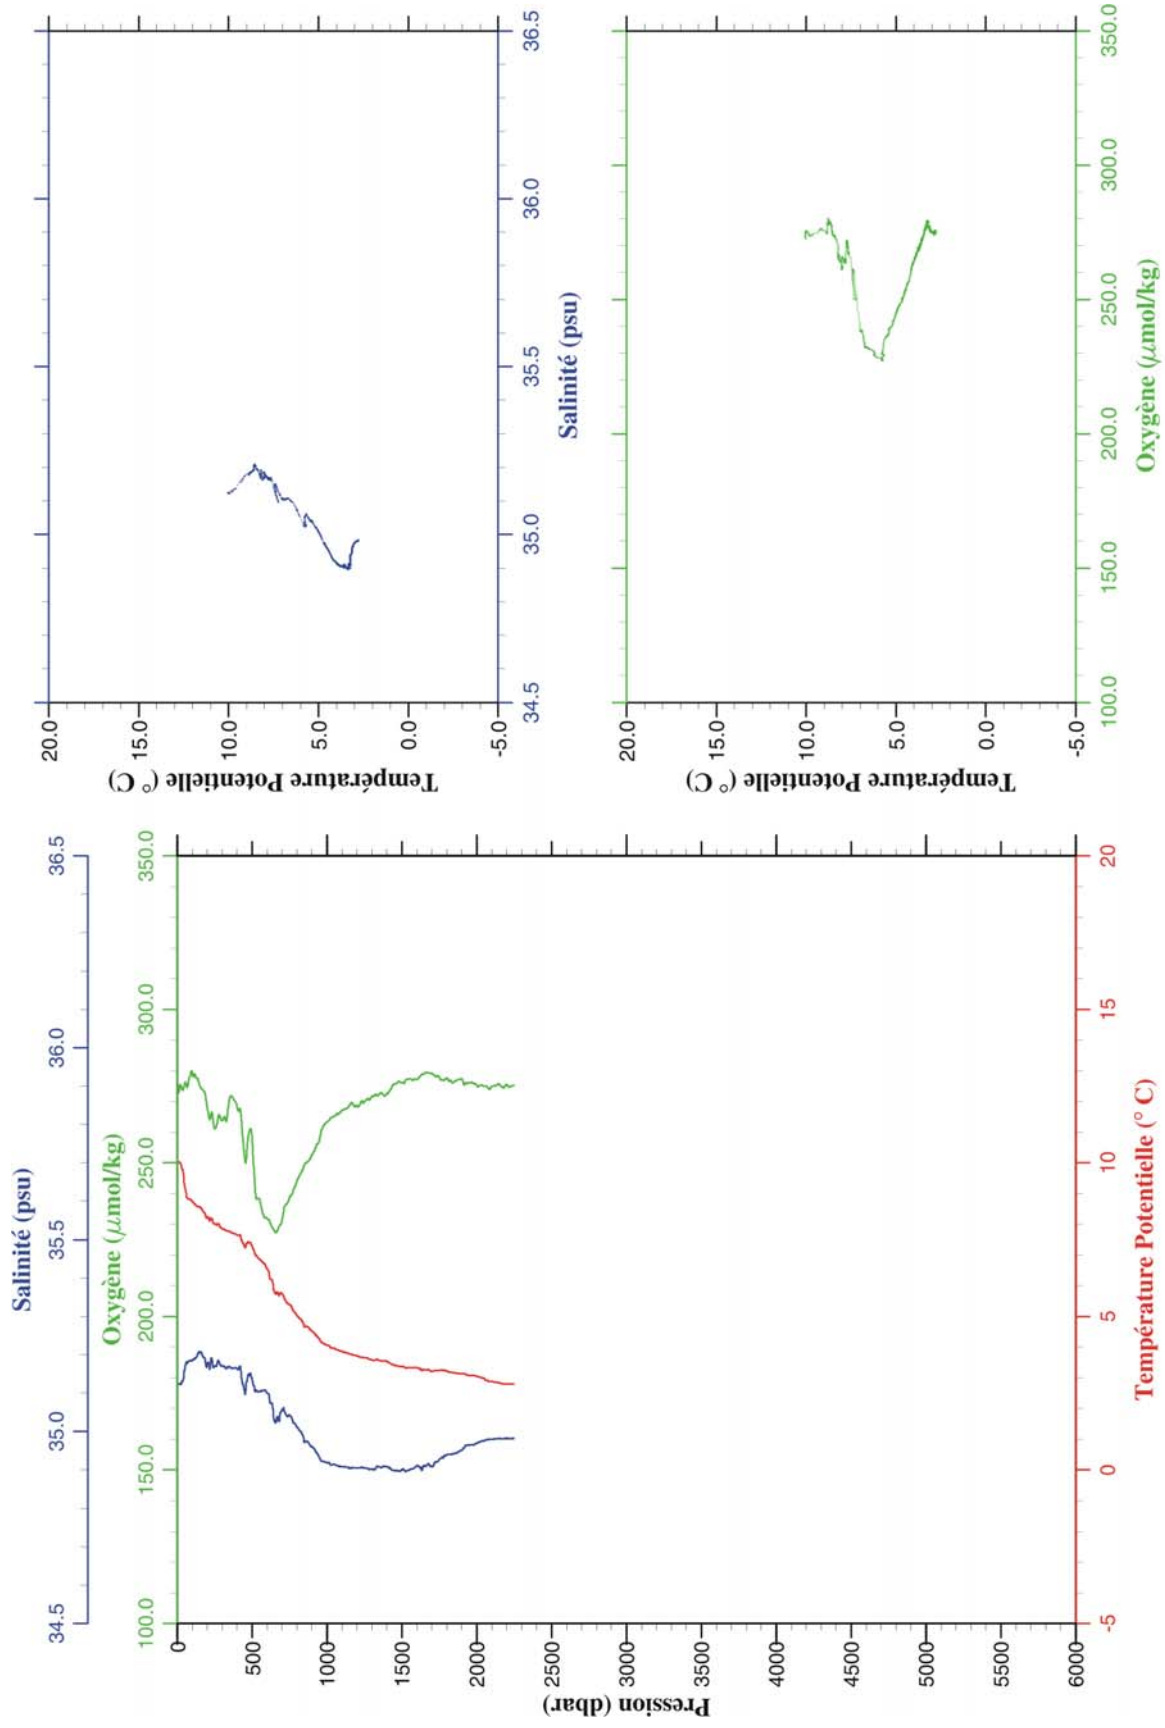 Salinité (psu)
34.5 35.0 35.5 36.0 36.5
Oxygène (μmol/kg)
100.0 150.0 200.0 250.0 300.0 350.0
0
500
1000
1500
2000
2500
3000
3500
4000
4500
5000
5500
6000
Pression (dbar)
-5 0 5 10 15 20
Température Potentielle (° C)
20.0
15.0
10.0
5.0
0.0
-5.0
Température Potentielle (° C)
34.5 35.0 35.5 36.0 36.5
Salinité (psu)
20.0
15.0
10.0
5.0
0.0
-5.0
Température Potentielle (° C)
100.0 150.0 200.0 250.0 300.0 350.0
Oxygène (μmol/kg)